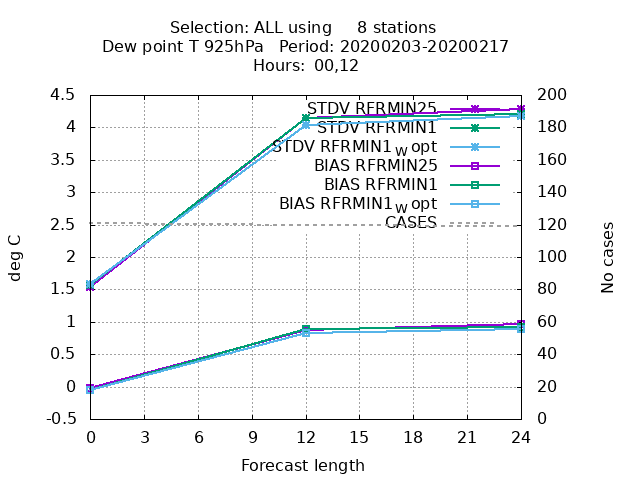 Selection: ALL using 8 stations
Dew point T 925hPa Period: 20200203-20200217
Hours: 00,12
4.5 200
STDV RFRMIN25
4 180
STDV RFRMIN1
STDV RFRMIN1w opt
3.5 160
BIAS RFRMIN25
BIAS RFRMIN1
3 140
BIAS RFRMIN1w opt
2.5 120
CASES
2 100
deg C
No cases
1.5 80
1 60
0.5 40
0 20
-0.5 0
0 3 6 9 12 15 18 21 24
Forecast length